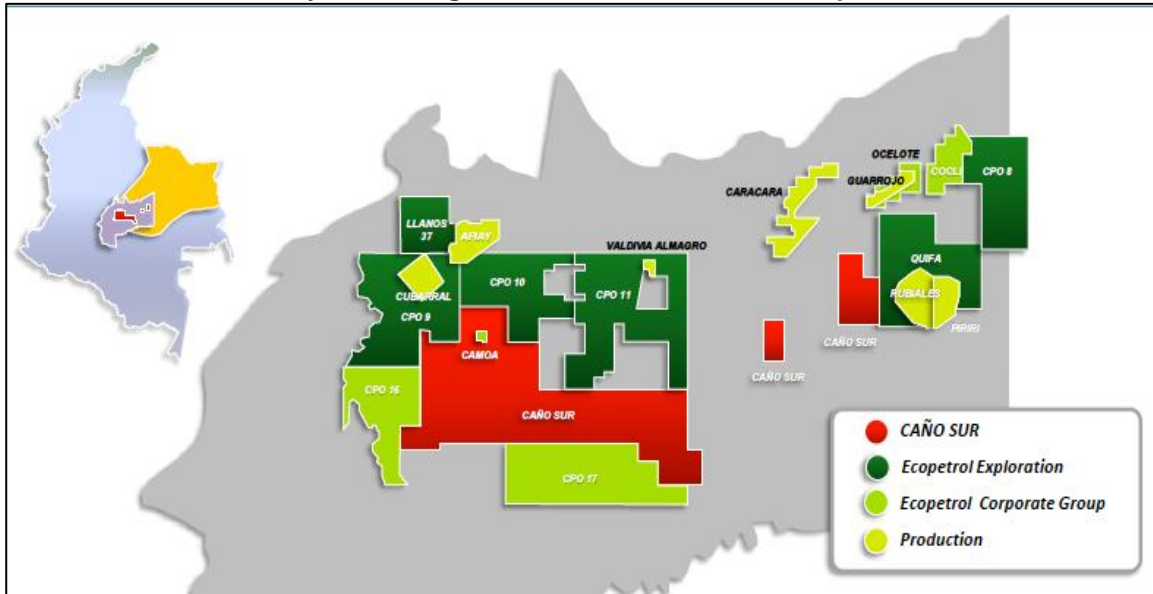 OCELOTE
COCLI
CPO 8
GUARROJO
CARACARA
LLANOS
37
APIAY
VALDIVIA ALMAGRO
QUIFA
CPO 10
CPO 11
CUBARRAL
RUBIALES
CPO 9
PIRIRI
CAÑO SUR
CAMOA
CAÑO SUR
CPO 16
CAÑO SUR
CPO 17
CAÑO SUR
Ecopetrol Exploration
Ecopetrol Corporate Group
Production